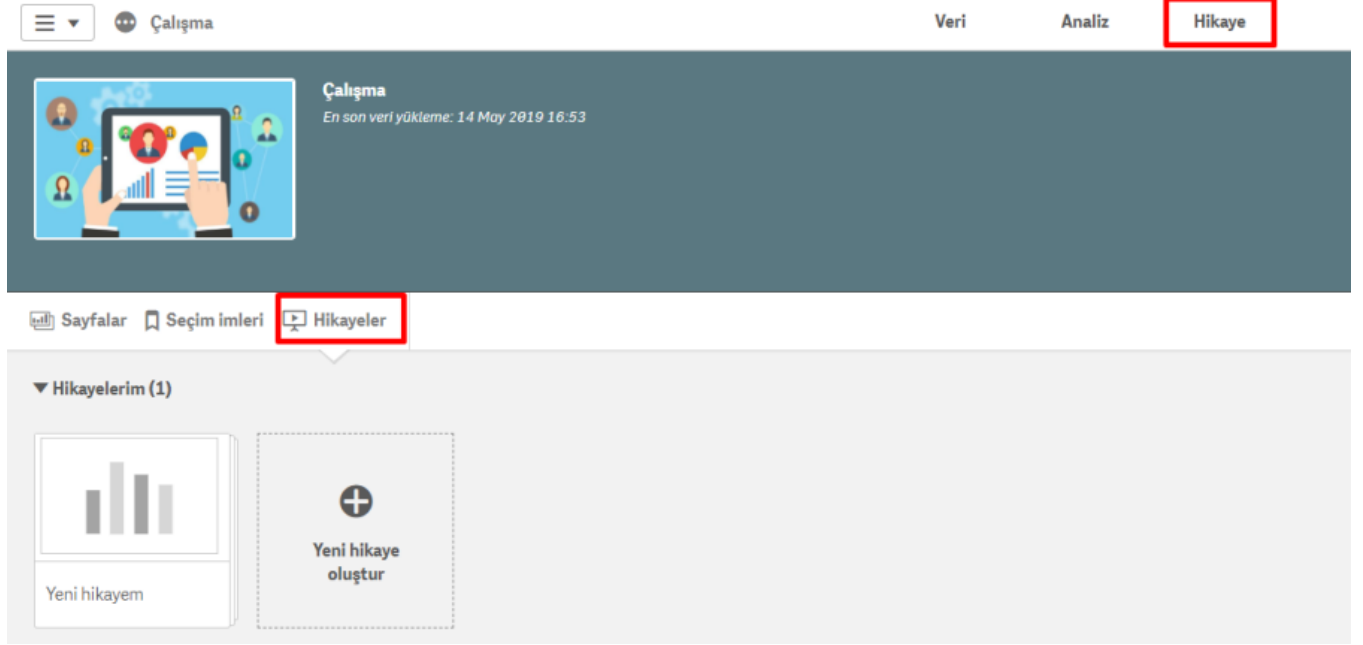 Çalışma
Veri
Analiz
Hikaye
Çalışma
En son veri yükleme: 14 May 2019 16:53
Sayfalar
Seçim imleri
Hikayeler
Hikayelerim (1)
Yeni hikayem
Yeni hikaye
oluştur